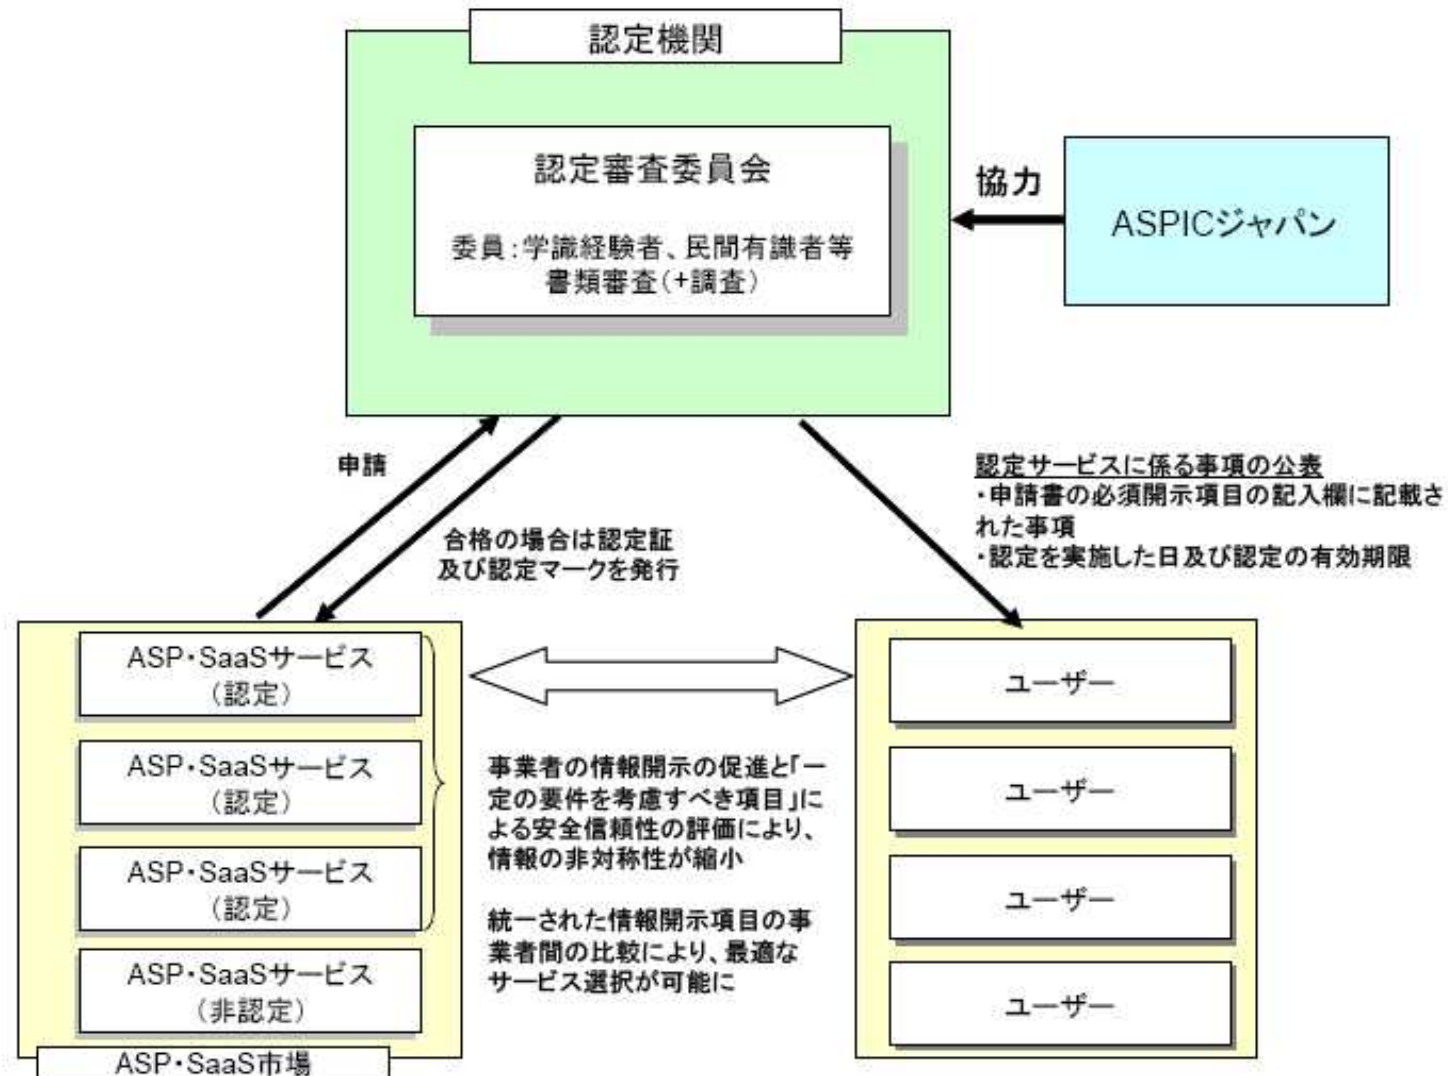 認定機関
認定審査委員会
委員：学識経験者、民間有識者等
書類審査（+調査）
協力
ASPICジャパン
申請
合格の場合は認定証
及び認定マークを発行
認定サービスに係る事項の公表
・申請書の必須開示項目の記入欄に記載さ
れた事項
・認定を実施した日及び認定の有効期限
ASP・SaaSサービス
（認定）
ASP・SaaSサービス
（認定）
ASP・SaaSサービス
（認定）
ASP・SaaSサービス
（非認定）
ASP・SaaS市場
事業者の情報開示の促進と「一
定の要件を考慮すべき項目」に
よる安全信頼性の評価により、
情報の非対称性が縮小
統一された情報開示項目の事
業者間の比較により、最適な
サービス選択が可能に
ユーザー
ユーザー
ユーザー
ユーザー